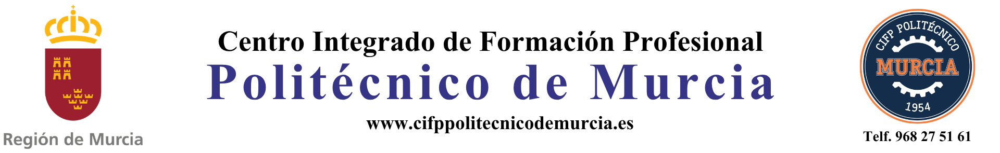 Región de Murcia
Centro Integrado de Formación Profesional
Politécnico de Murcia
www.cifppolitecnicodemurcia.es
CIFP POLITÉCNICO
MURCIA
1954
Telf. 968 27 51 61